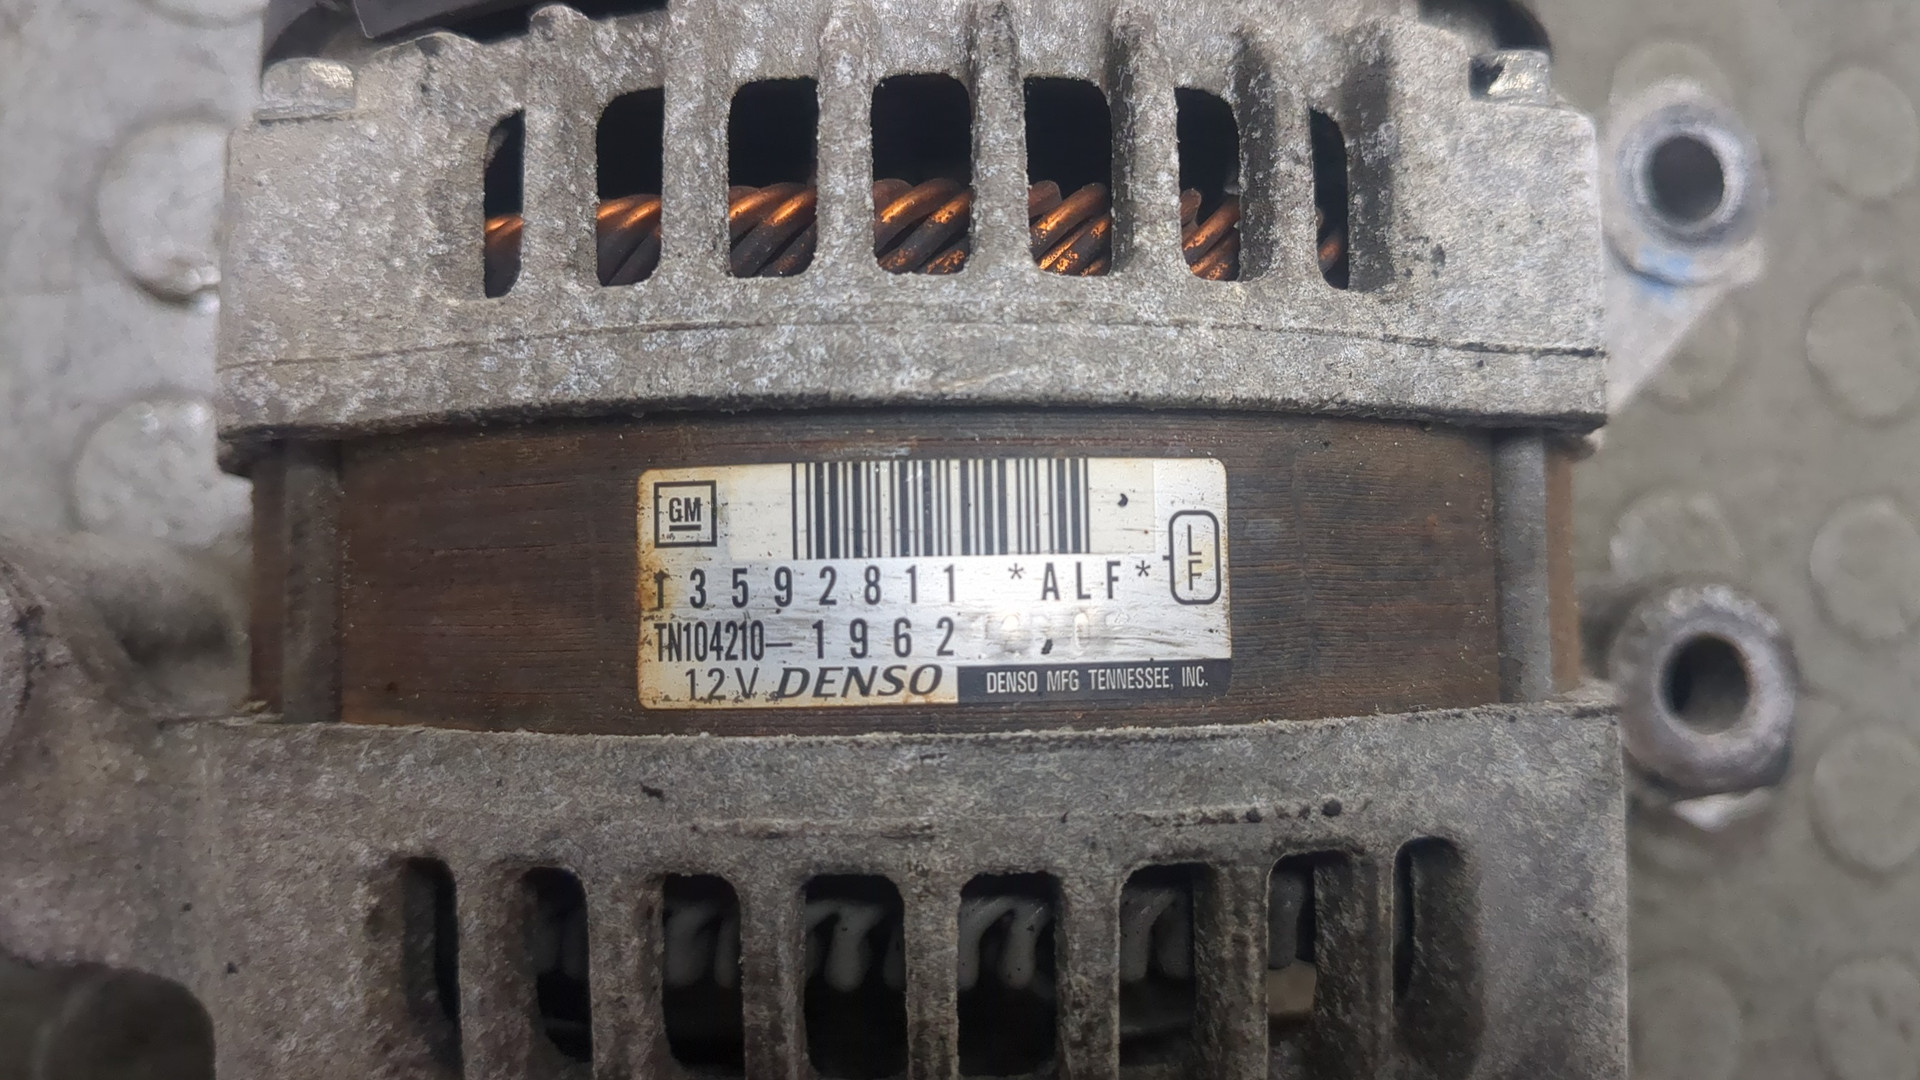 GM
13592811 *ALF*
LF
TN104210-1962
12V DENSO DENSO MFG TENNESSEE, INC.